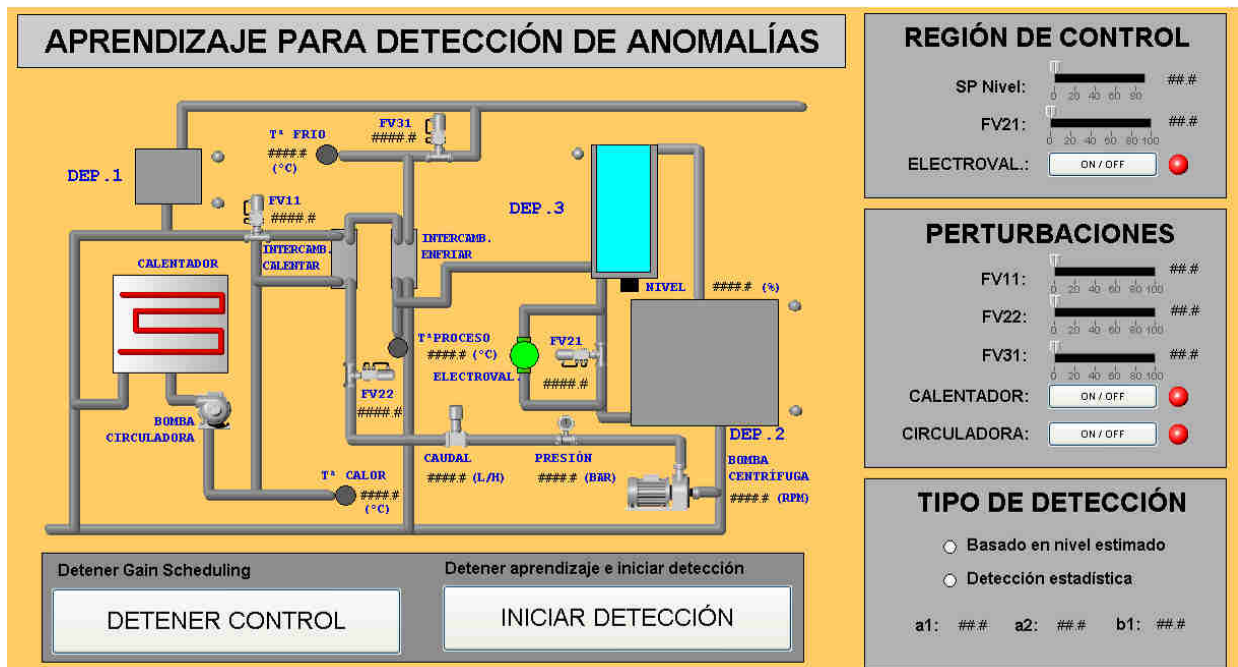 APRENDIZAJE PARA DETECCIÓN DE ANOMALÍAS
FV31
####.#
Tª FRIO
####.#
(°C)
DEP.1
FV11
####.#
DEP.3
INTERCAMB.
CALENTAR
INTERCAMB.
ENFRIAR
CALENTADOR
NIVEL ####.# (%)
TªPROCESO
####.# (°C)
ELECTROVAL.
FV21
####.#
FV22
####.#
BOMBA
CIRCULADORA
DEP.2
CAUDAL
####.# (L/H)
PRESIÓN
####.# (BAR)
BOMBA
CENTRÍFUGA
####.# (RPM)
Tª CALOR
####.#
(°C)
Detener Gain Scheduling
DETENER CONTROL
Detener aprendizaje e iniciar detección
INICIAR DETECCIÓN
REGIÓN DE CONTROL
SP Nivel: ##.#
0 20 40 60 80
FV21: ##.#
0 20 40 60 80 100
ELECTROVAL.: ON / OFF
PERTURBACIONES
FV11: ##.#
0 20 40 60 80 100
FV22: ##.#
0 20 40 60 80 100
FV31: ##.#
0 20 40 60 80 100
CALENTADOR: ON / OFF
CIRCULADORA: ON / OFF
TIPO DE DETECCIÓN
Basado en nivel estimado
Detección estadística
a1: ##.# a2: ##.# b1: ##.#